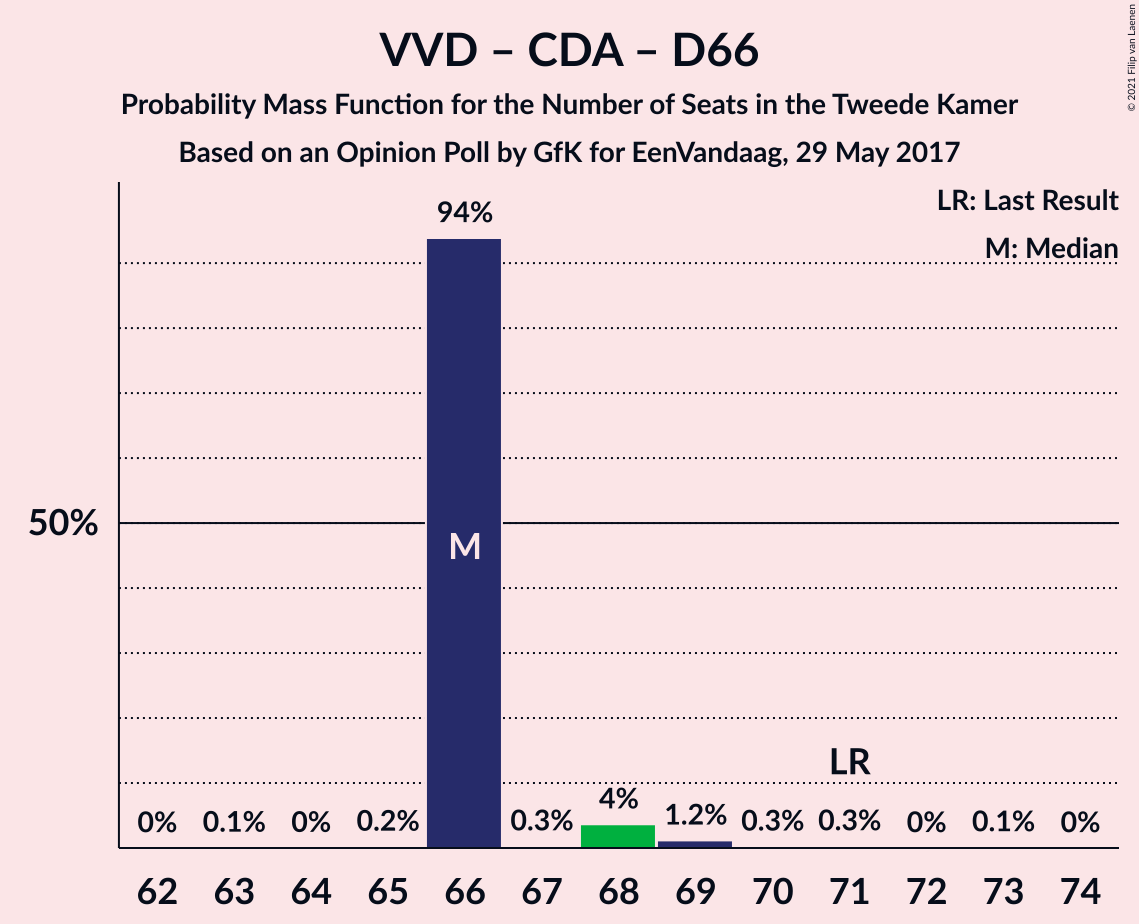 VVD – CDA – D66
Probability Mass Function for the Number of Seats in the Tweede Kamer
Based on an Opinion Poll by GfK for EenVandaag, 29 May 2017
© 2021 Filip van Laenen
LR: Last Result
M: Median
94%
50%
M
LR
0% 0.1% 0% 0.2% 0.3% 4% 1.2% 0.3% 0.3% 0% 0.1% 0%
62 63 64 65 66 67 68 69 70 71 72 73 74